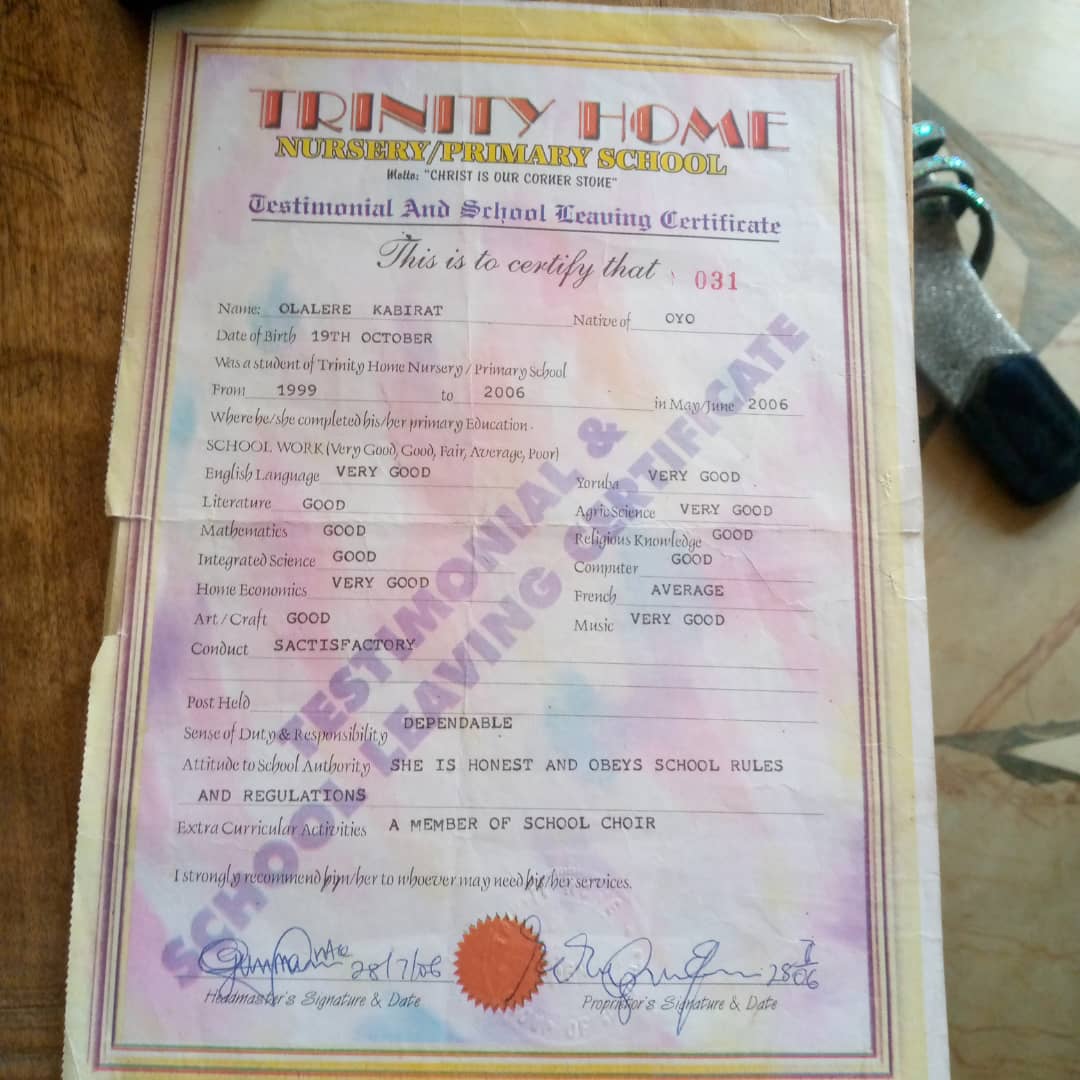 TRINITY HOME
NURSERY/PRIMARY SCHOOL
Motto: "CHRIST IS OUR CORNER STONE"
Testimonial And School Leaving Certificate
This is to certify that 031
Name: OLALERE KABIRAT Native of OYO
Date of Birth 19TH OCTOBER
Was a student of Trinity Home Nursery / Primary School
From 1999 to 2006 in May/June 2006
Where he/she completed his/her primary Education.
SCHOOL WORK (Very Good, Good, Fair, Average, Poor)
English Language VERY GOOD Yoruba VERY GOOD
Literature GOOD Agric Science VERY GOOD
Mathematics GOOD Religious Knowledge GOOD
Integrated Science GOOD Computer GOOD
Home Economics VERY GOOD French AVERAGE
Art / Craft GOOD Music VERY GOOD
Conduct SACTISFACTORY
Post Held
Sense of Duty & Responsibility DEPENDABLE
Attitude to School Authority SHE IS HONEST AND OBEYS SCHOOL RULES
AND REGULATIONS
Extra Curricular Activities A MEMBER OF SCHOOL CHOIR
I strongly recommend him/her to whoever may need his/her services.
28/7/06
Headmaster's Signature & Date Proprietor's Signature & Date
TESTIMONIAL &
SCHOOL LEAVING CERTIFICATE